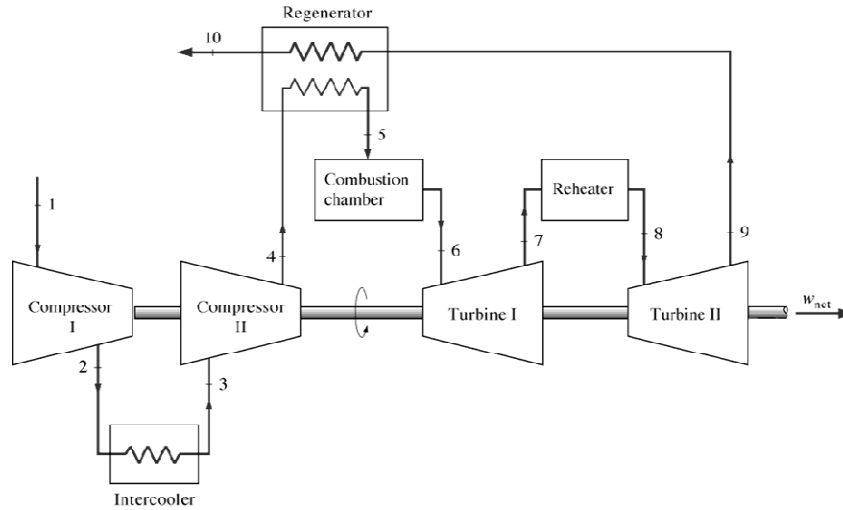 Regenerator
10
5
Combustion
chamber
Reheater
1
4
6
7
8
9
Compressor
I
Compressor
II
Turbine I
Turbine II
wnet
2
3
Intercooler